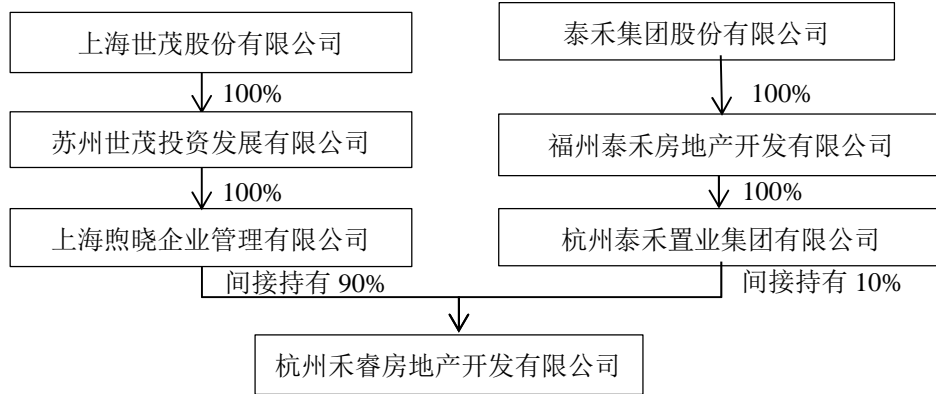 上海世茂股份有限公司
泰禾集团股份有限公司
100%
100%
苏州世茂投资发展有限公司
福州泰禾房地产开发有限公司
100%
100%
上海煦晓企业管理有限公司
杭州泰禾置业集团有限公司
间接持有 90%
间接持有 10%
杭州禾睿房地产开发有限公司